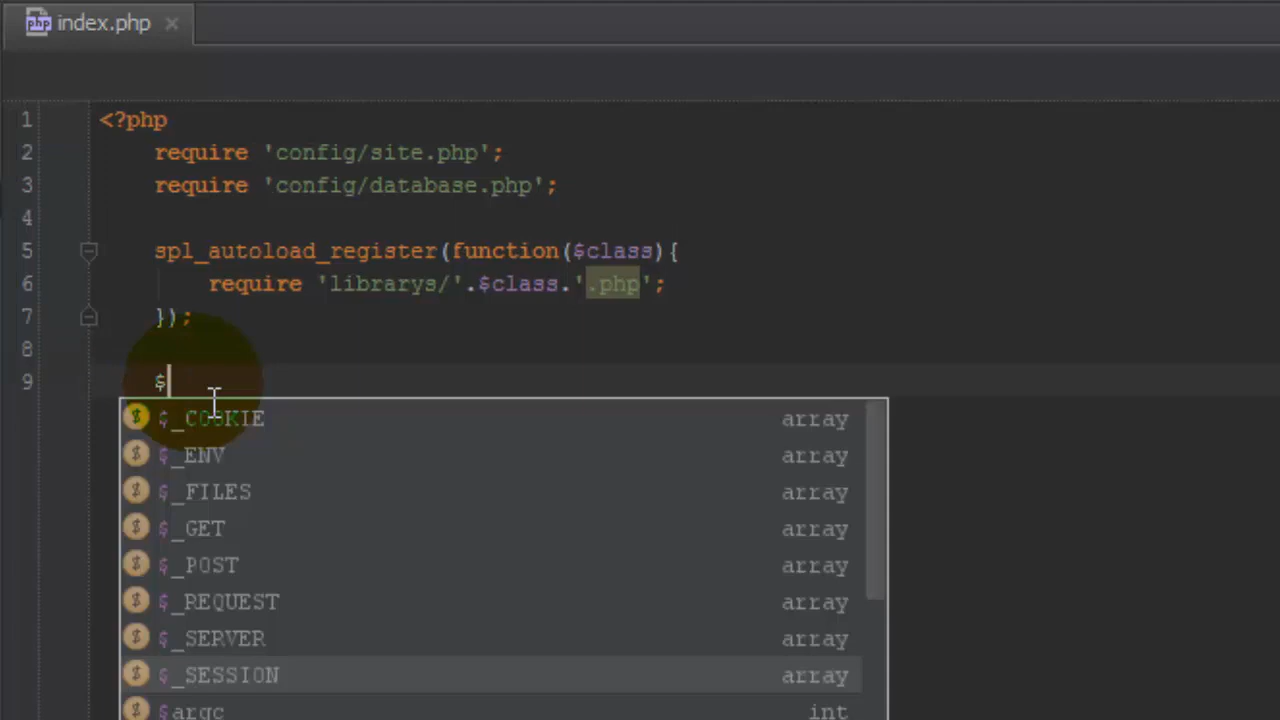 php index.php ×
1 <?php
2 require 'config/site.php';
3 require 'config/database.php';
4
5 spl_autoload_register(function($class){
6 require 'librarys/'.$class.'.php';
7 });
8
9 $
$ $_COOKIE array
$ $_ENV array
$ $_FILES array
$ $_GET array
$ $_POST array
$ $_REQUEST array
$ $_SERVER array
$ $_SESSION array
$ $argc int